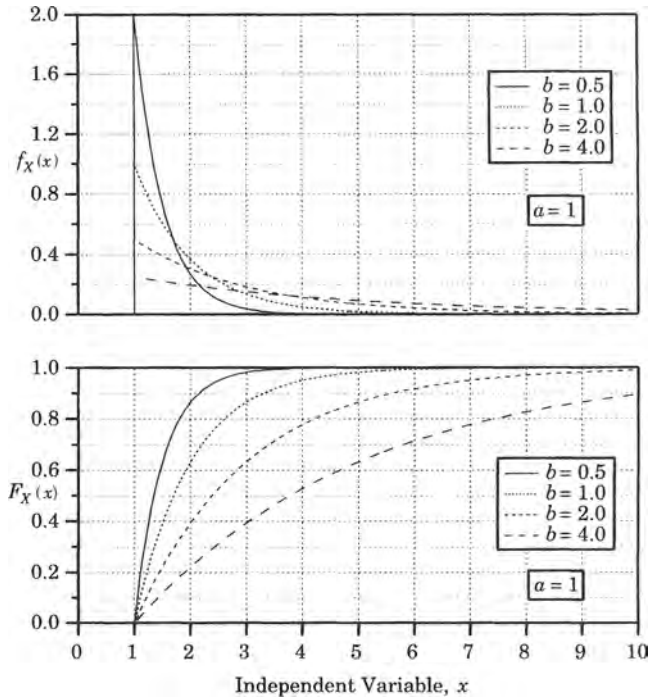 2.0
1.6
1.2
f_X(x)
0.8
0.4
0.0
b = 0.5
b = 1.0
b = 2.0
b = 4.0
a = 1
1.0
0.8
0.6
F_X(x)
0.4
0.2
0.0
b = 0.5
b = 1.0
b = 2.0
b = 4.0
a = 1
0 1 2 3 4 5 6 7 8 9 10
Independent Variable, x